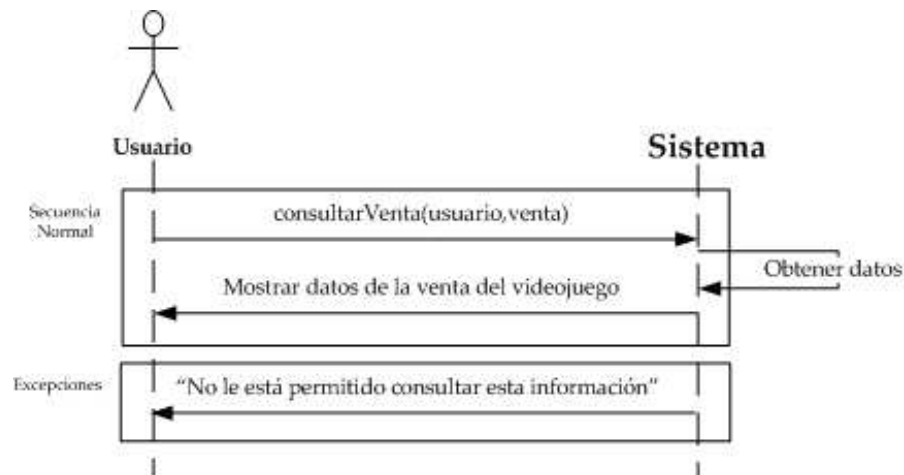 Usuario
Sistema
Secuencia
Normal
consultarVenta(usuario,venta)
Obtener datos
Mostrar datos de la venta del videojuego
Excepciones
“No le está permitido consultar esta información”